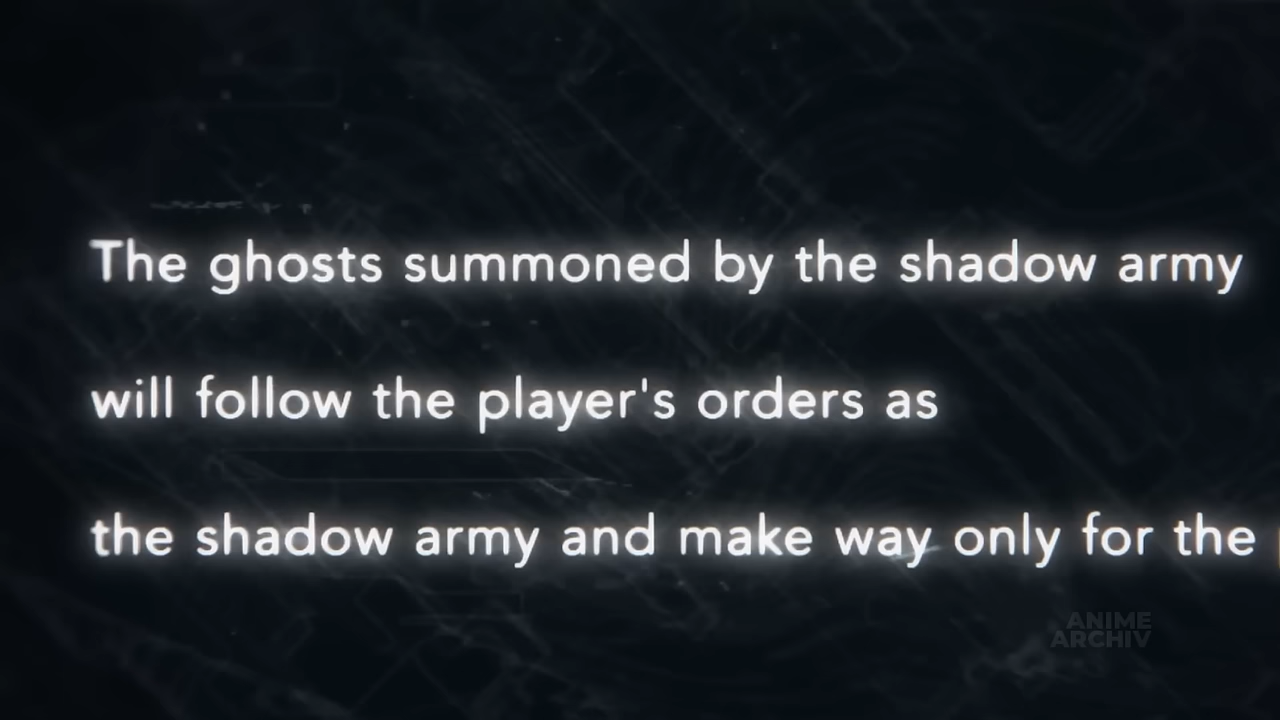 The ghosts summoned by the shadow army
will follow the player's orders as
the shadow army and make way only for the
ANIME
ARCHIV